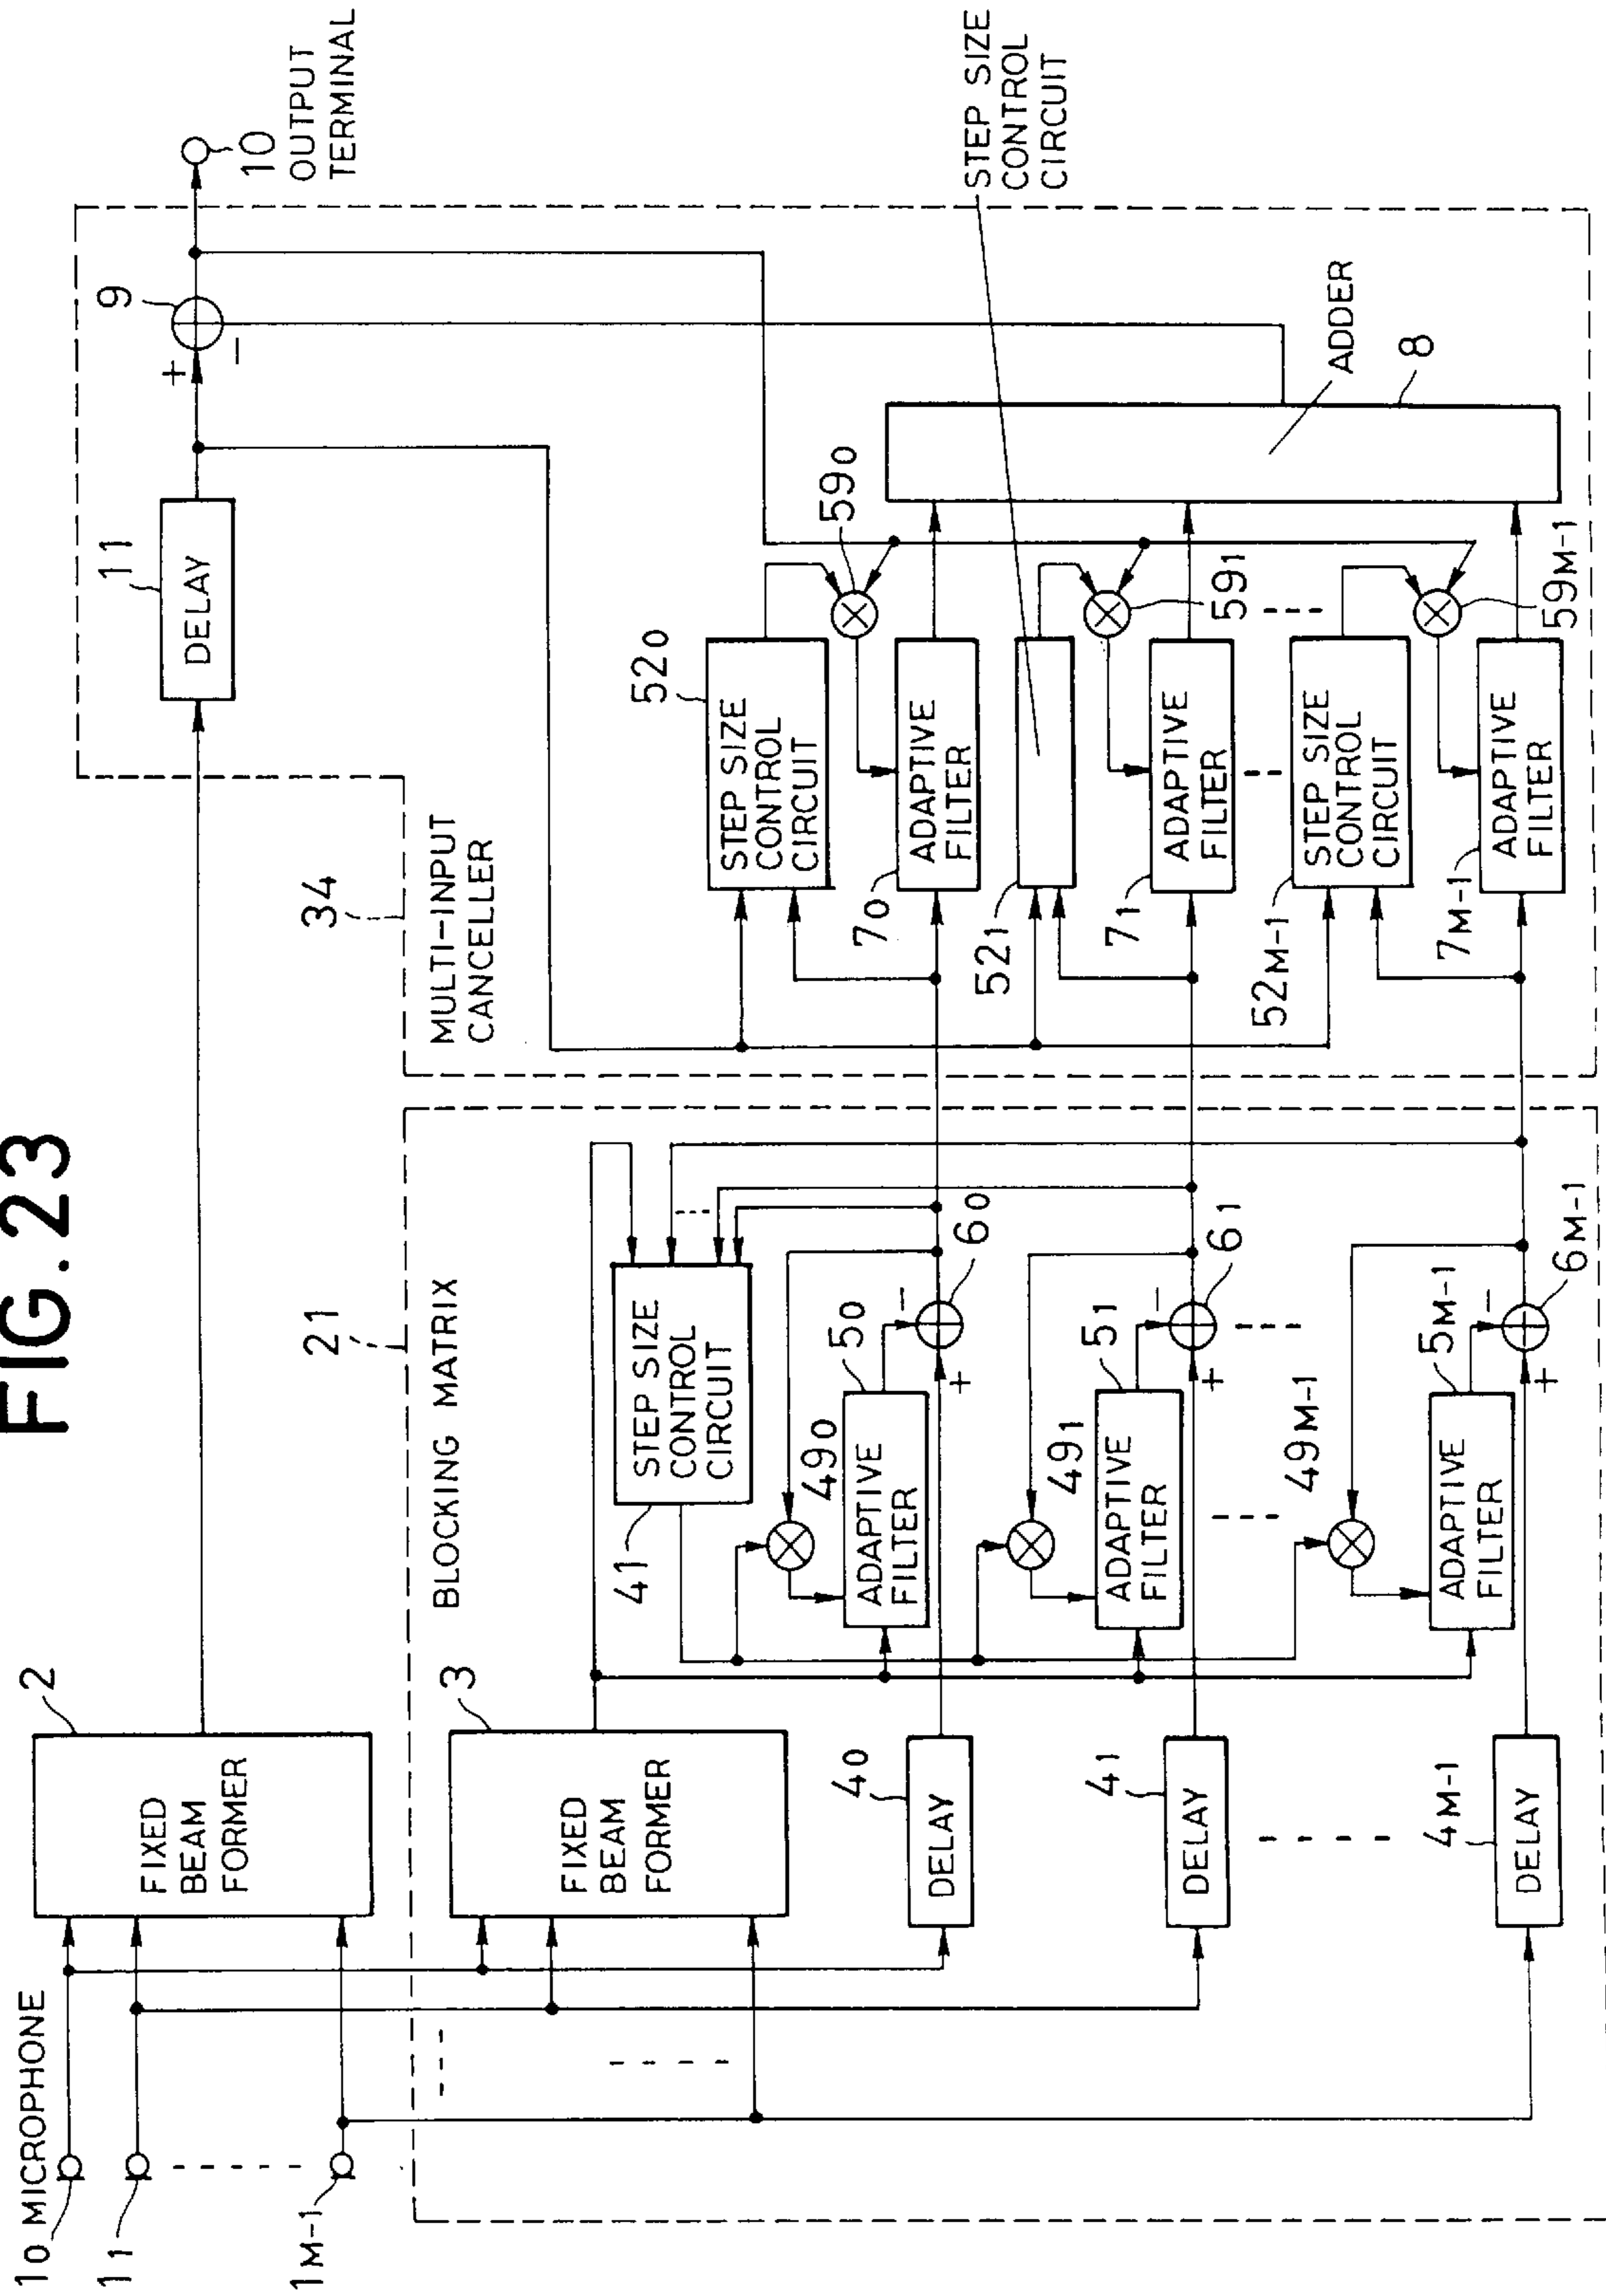 FIG.23
10 MICROPHONE
11
1M-1
2
FIXED
BEAM
FORMER
11
DELAY
9
+
−
10
OUTPUT
TERMINAL
21
BLOCKING MATRIX
3
FIXED
BEAM
FORMER
41
STEP SIZE
CONTROL
CIRCUIT
40
DELAY
490
ADAPTIVE
FILTER
50
−
+
60
41
DELAY
491
ADAPTIVE
FILTER
51
−
+
61
4M-1
DELAY
49M-1
ADAPTIVE
FILTER
5M-1
−
+
6M-1
34
MULTI-INPUT
CANCELLER
520
STEP SIZE
CONTROL
CIRCUIT
590
70
ADAPTIVE
FILTER
521
STEP SIZE
CONTROL
CIRCUIT
591
71
ADAPTIVE
FILTER
52M-1
STEP SIZE
CONTROL
CIRCUIT
59M-1
7M-1
ADAPTIVE
FILTER
ADDER
8